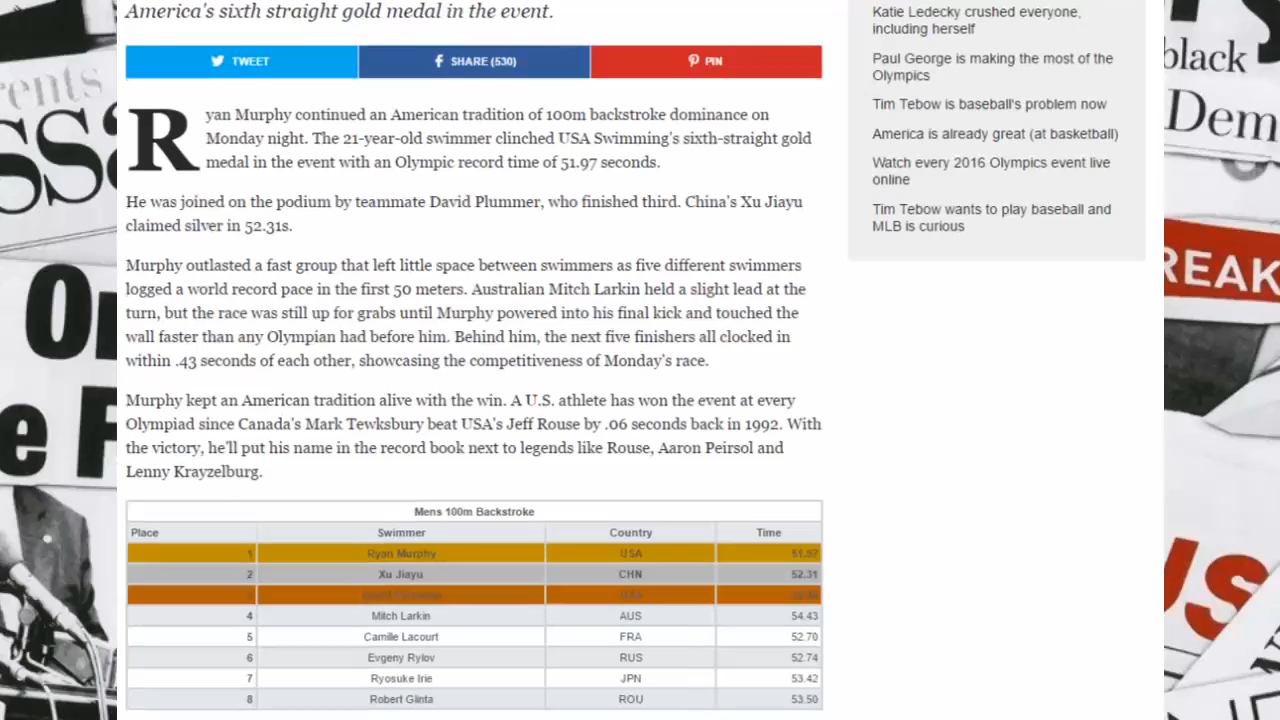 America's sixth straight gold medal in the event.
TWEET
SHARE (530)
PIN
Ryan Murphy continued an American tradition of 100m backstroke dominance on
Monday night. The 21-year-old swimmer clinched USA Swimming's sixth-straight gold
medal in the event with an Olympic record time of 51.97 seconds.
He was joined on the podium by teammate David Plummer, who finished third. China's Xu Jiayu
claimed silver in 52.31s.
Murphy outlasted a fast group that left little space between swimmers as five different swimmers
logged a world record pace in the first 50 meters. Australian Mitch Larkin held a slight lead at the
turn, but the race was still up for grabs until Murphy powered into his final kick and touched the
wall faster than any Olympian had before him. Behind him, the next five finishers all clocked in
within .43 seconds of each other, showcasing the competitiveness of Monday's race.
Murphy kept an American tradition alive with the win. A U.S. athlete has won the event at every
Olympiad since Canada's Mark Tewksbury beat USA's Jeff Rouse by .06 seconds back in 1992. With
the victory, he'll put his name in the record book next to legends like Rouse, Aaron Peirsol and
Lenny Krayzelburg.
Mens 100m Backstroke
Place Swimmer Country Time
1 Ryan Murphy USA 51.97
2 Xu Jiayu CHN 52.31
3
4 Mitch Larkin AUS 54.43
5 Camille Lacourt FRA 52.70
6 Evgeny Rylov RUS 52.74
7 Ryosuke Irie JPN 53.42
8 Robert Glinta ROU 53.50
Katie Ledecky crushed everyone,
including herself
Paul George is making the most of the
Olympics
Tim Tebow is baseball's problem now
America is already great (at basketball)
Watch every 2016 Olympics event live
online
Tim Tebow wants to play baseball and
MLB is curious
black
Dem
REAK